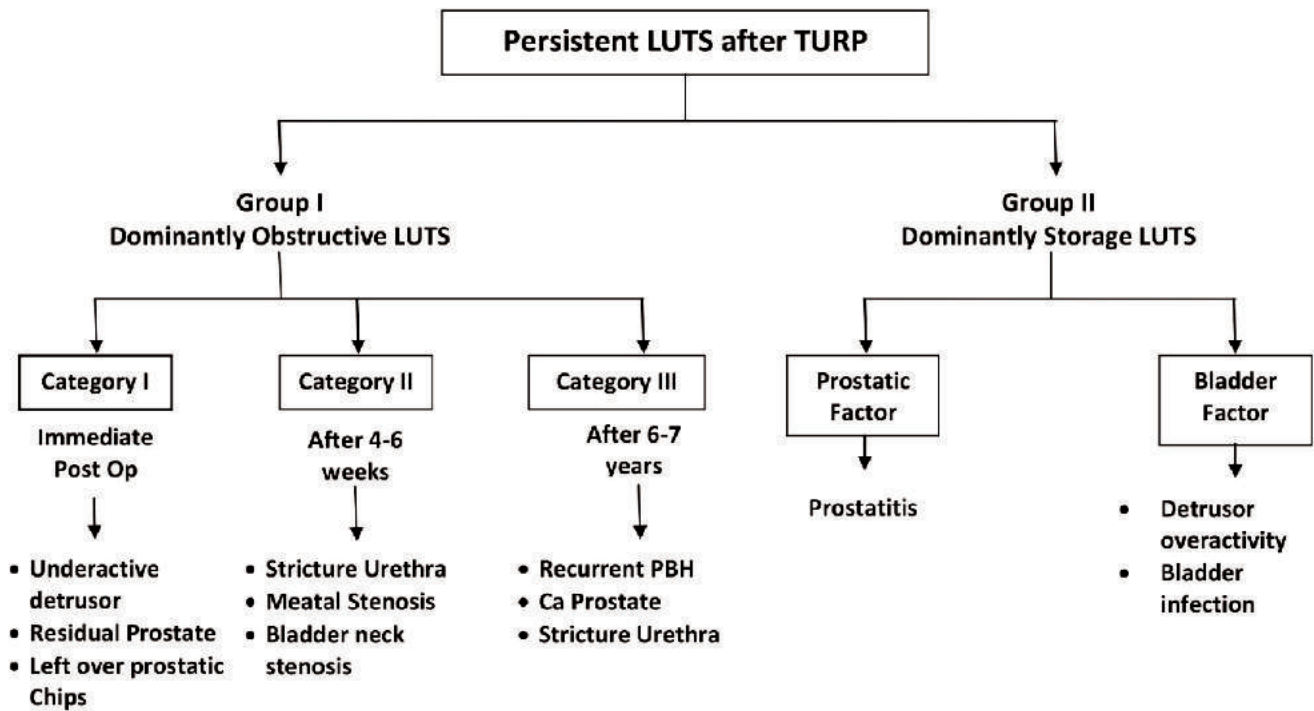 Persistent LUTS after TURP
Group I
Dominantly Obstructive LUTS
Group II
Dominantly Storage LUTS
Category I
Immediate
Post Op
• Underactive
detrusor
• Residual Prostate
• Left over prostatic
Chips
Category II
After 4-6
weeks
• Stricture Urethra
• Meatal Stenosis
• Bladder neck
stenosis
Category III
After 6-7
years
• Recurrent PBH
• Ca Prostate
• Stricture Urethra
Prostatic
Factor
Prostatitis
Bladder
Factor
• Detrusor
overactivity
• Bladder
infection